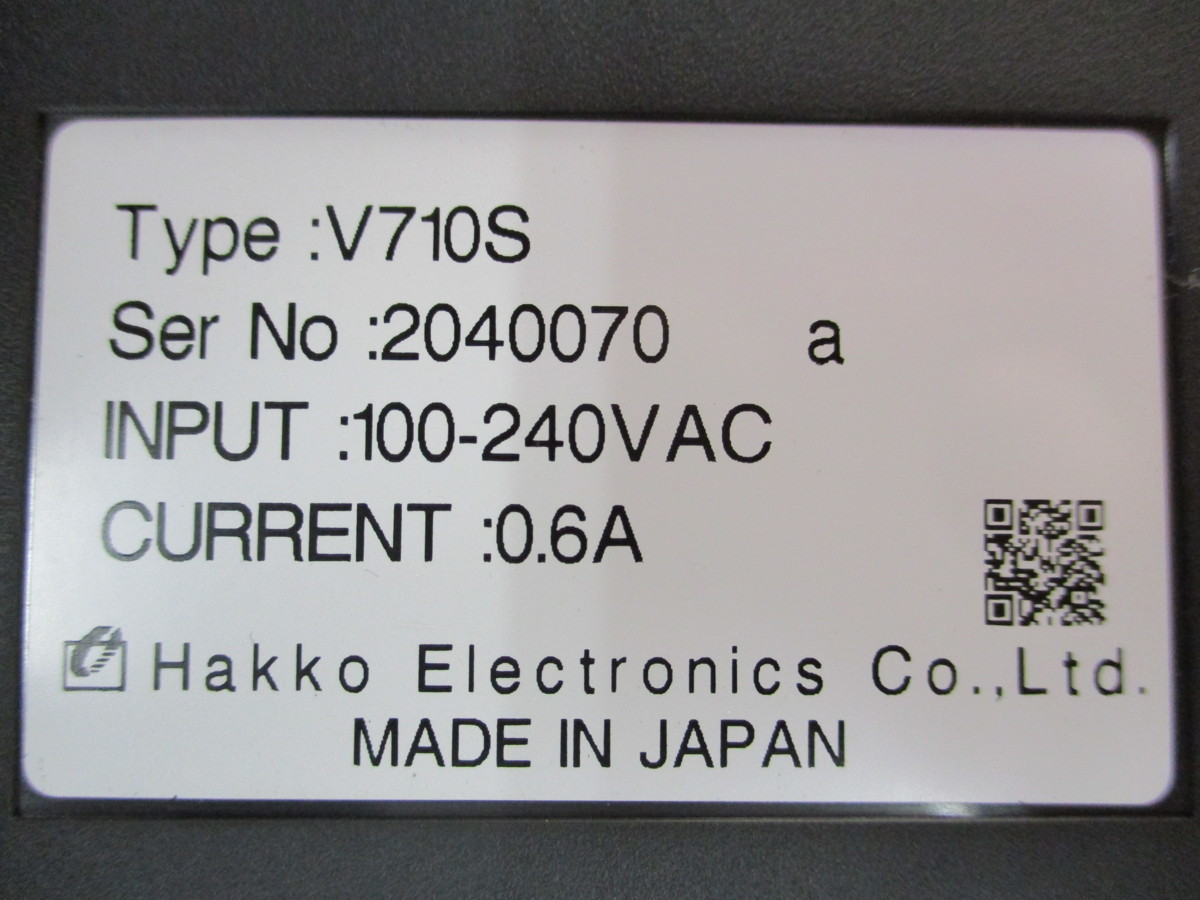 Type :V710S
Ser No :2040070 a
INPUT :100-240VAC
CURRENT :0.6A
Hakko Electronics Co.,Ltd.
MADE IN JAPAN